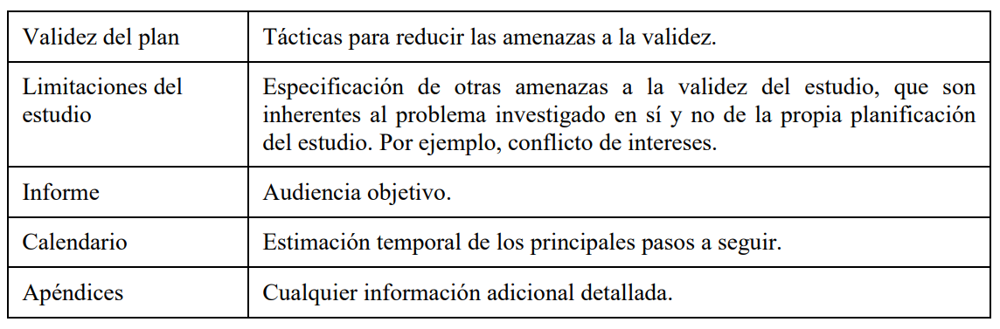 Validez del plan
Tácticas para reducir las amenazas a la validez.
Limitaciones del
estudio
Especificación de otras amenazas a la validez del estudio, que son
inherentes al problema investigado en sí y no de la propia planificación
del estudio. Por ejemplo, conflicto de intereses.
Informe
Audiencia objetivo.
Calendario
Estimación temporal de los principales pasos a seguir.
Apéndices
Cualquier información adicional detallada.